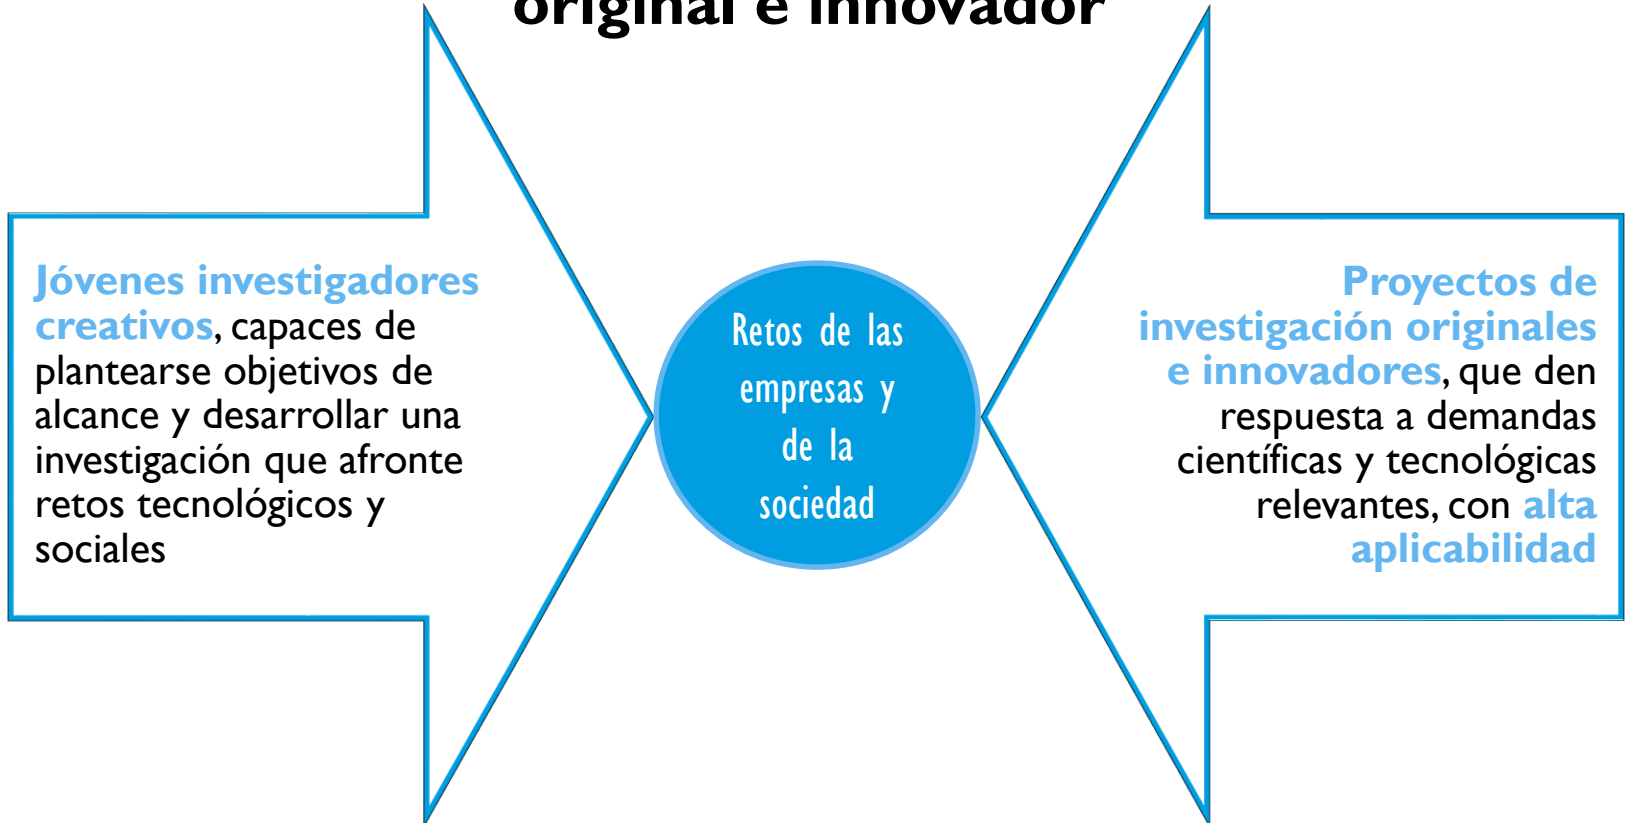 original e innovador
Jóvenes investigadores
creativos, capaces de
plantearse objetivos de
alcance y desarrollar una
investigación que afronte
retos tecnológicos y
sociales
Retos de las
empresas y
de la
sociedad
Proyectos de
investigación originales
e innovadores, que den
respuesta a demandas
científicas y tecnológicas
relevantes, con alta
aplicabilidad